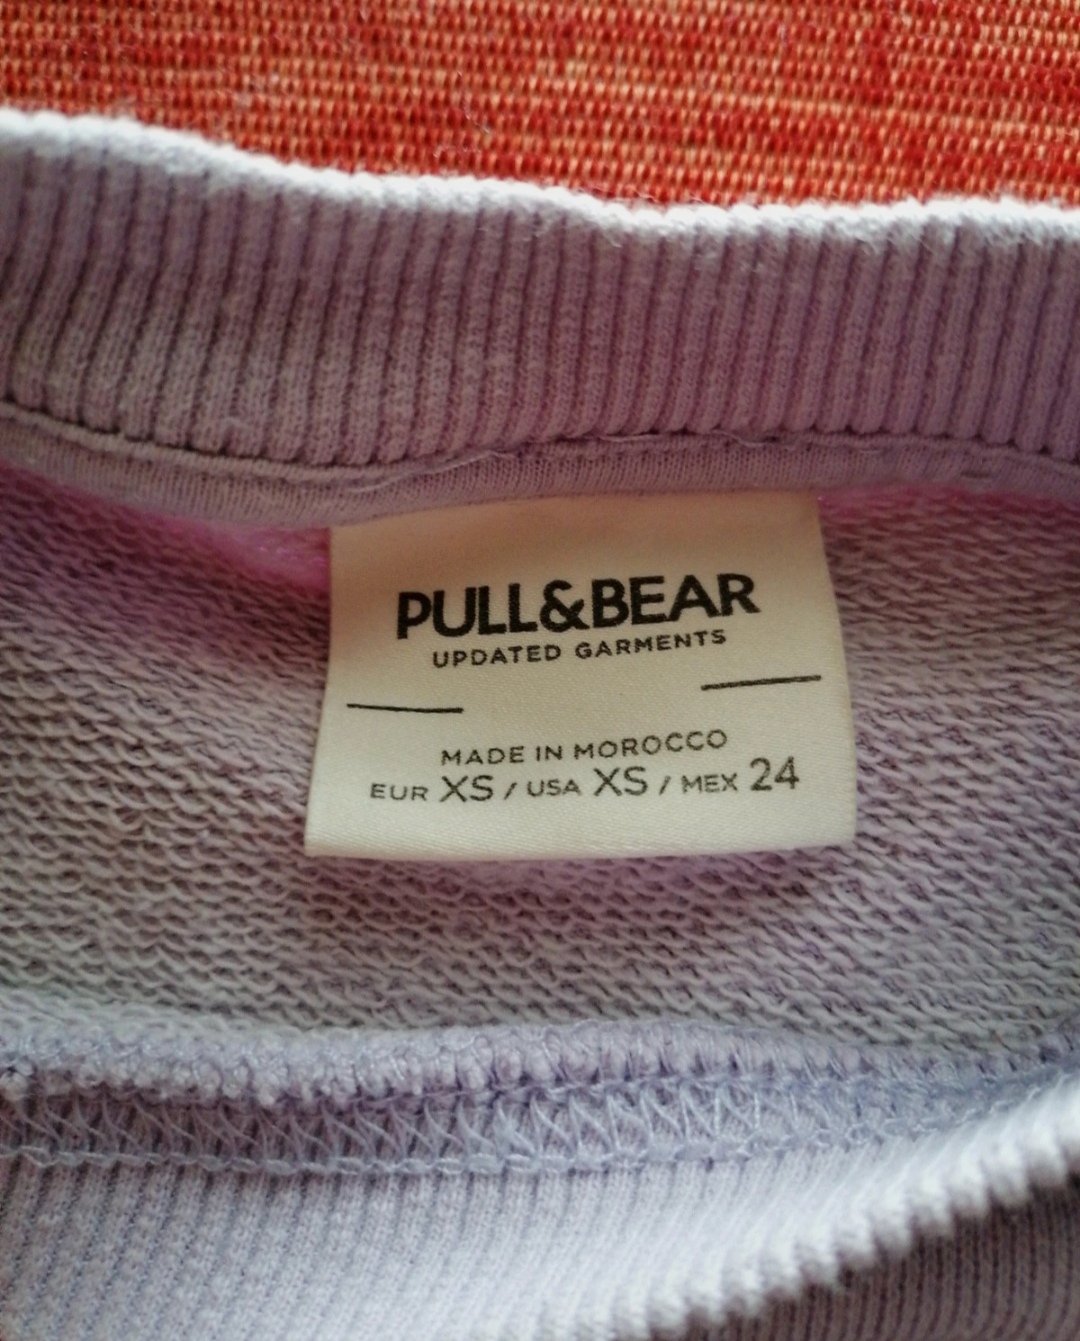 PULL&BEAR
UPDATED GARMENTS
MADE IN MOROCCO
EUR XS / USA XS / MEX 24